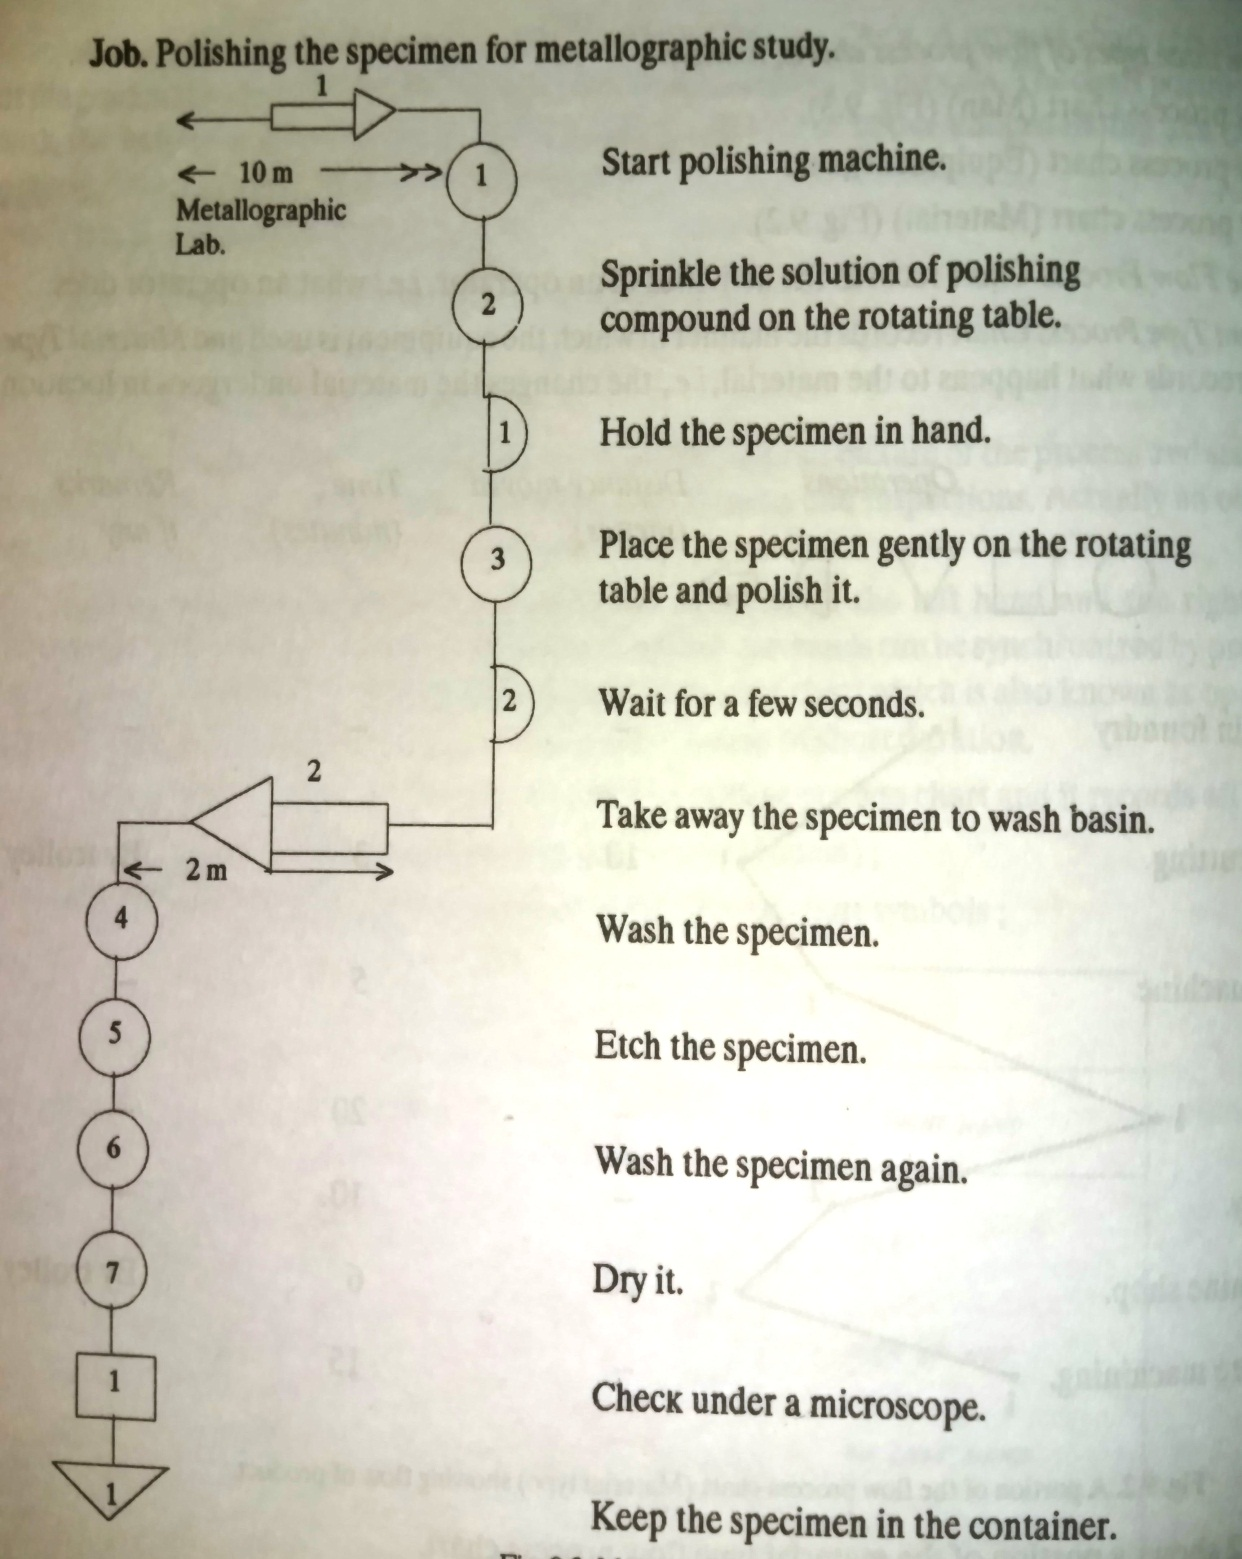 Job. Polishing the specimen for metallographic study.
1
10 m
Metallographic
Lab.
1
Start polishing machine.
2
Sprinkle the solution of polishing
compound on the rotating table.
1
Hold the specimen in hand.
3
Place the specimen gently on the rotating
table and polish it.
2
Wait for a few seconds.
2
Take away the specimen to wash basin.
2 m
4
Wash the specimen.
5
Etch the specimen.
6
Wash the specimen again.
7
Dry it.
1
Check under a microscope.
1
Keep the specimen in the container.